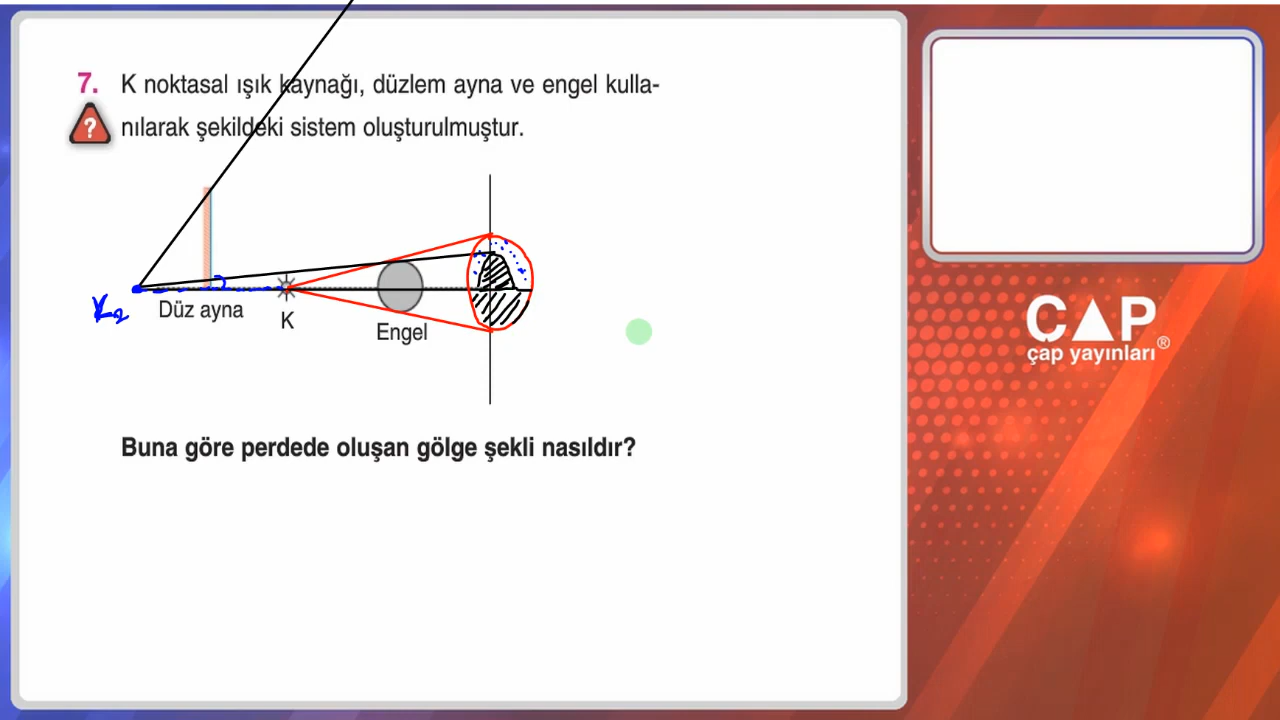 7. K noktasal ışık kaynağı, düzlem ayna ve engel kulla-
nılarak şekildeki sistem oluşturulmuştur.
?
K2
Düz ayna
K
Engel
Buna göre perdede oluşan gölge şekli nasıldır?
ÇAP
çap yayınları®